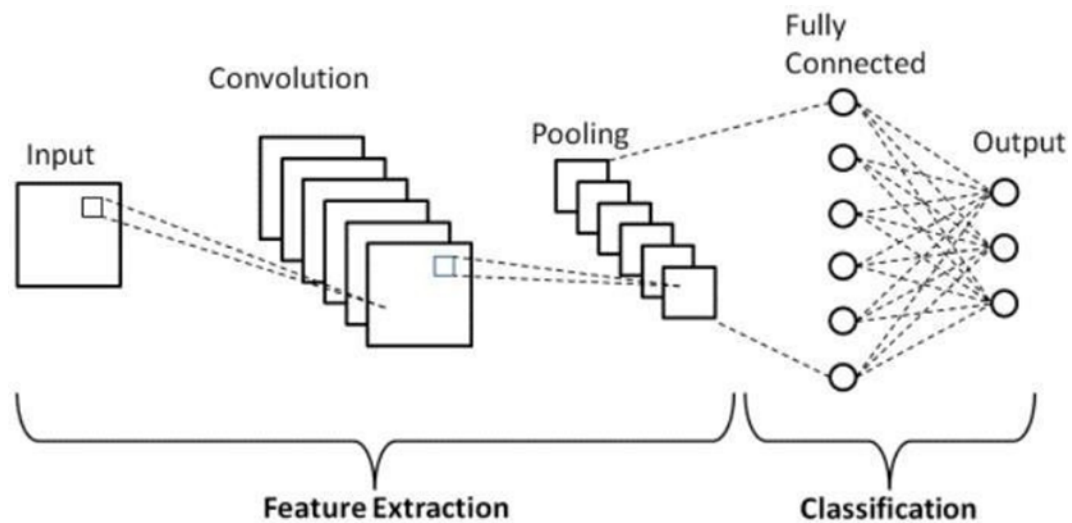 Input
Convolution
Pooling
Fully
Connected
Output
Feature Extraction
Classification